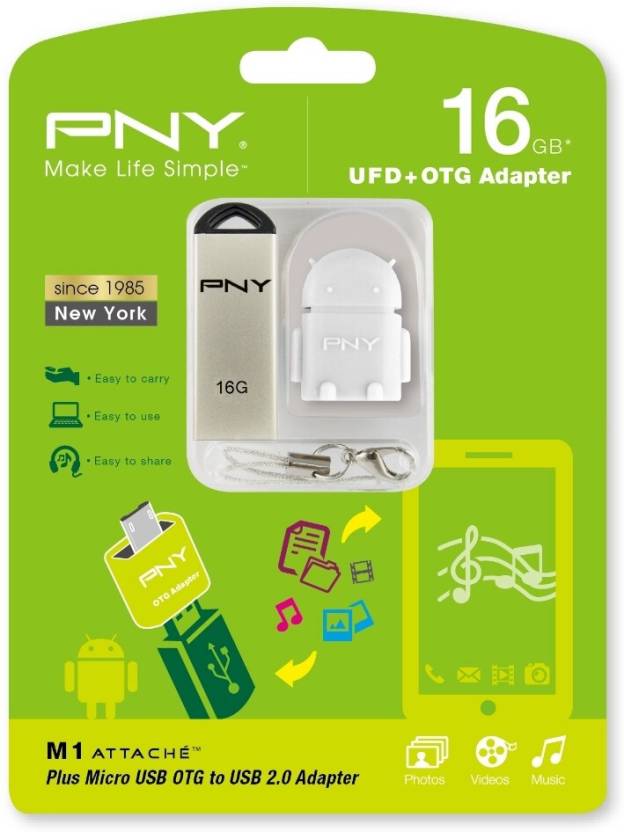 PNY®
Make Life Simple™
16GB*
UFD+OTG Adapter
since 1985
New York
• Easy to carry
• Easy to use
• Easy to share
PNY
16G
PNY
PNY
OTG Adapter
M1 ATTACHÉ™
Plus Micro USB OTG to USB 2.0 Adapter
Photos
Videos
Music